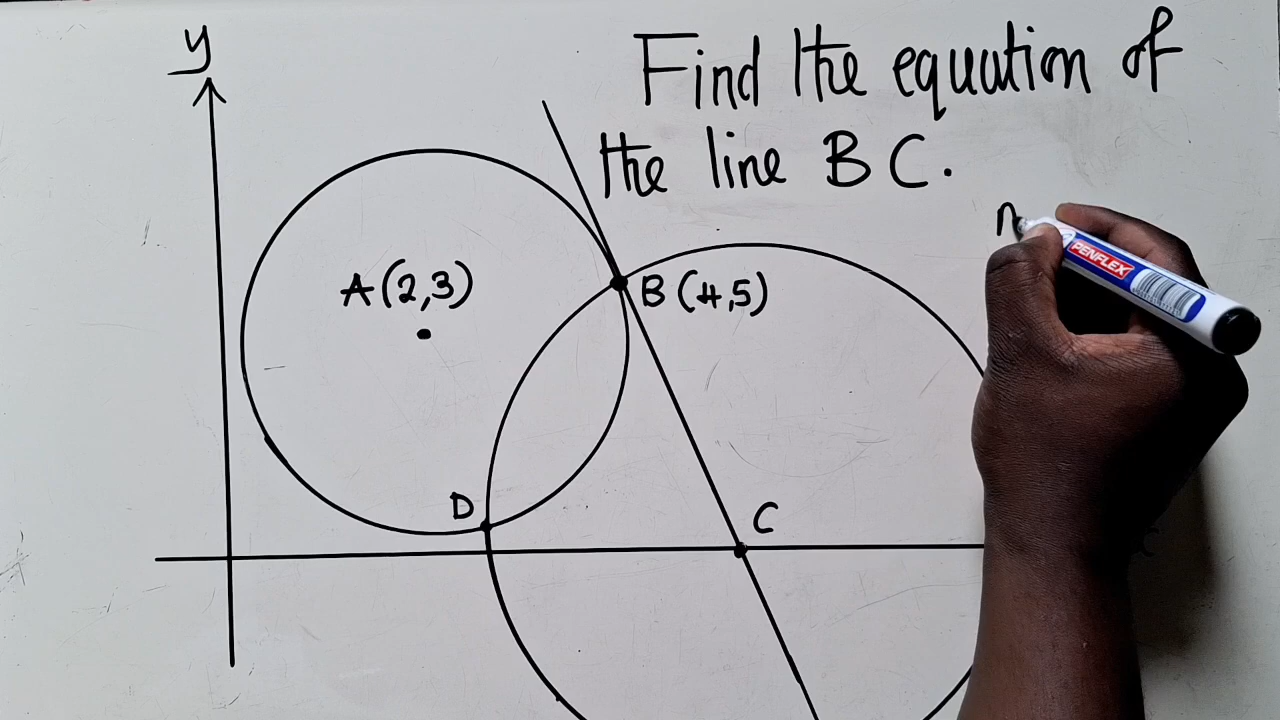 y
Find the equation of
the line BC.
PENFLEX
A(2,3)
B(4,5)
D
C